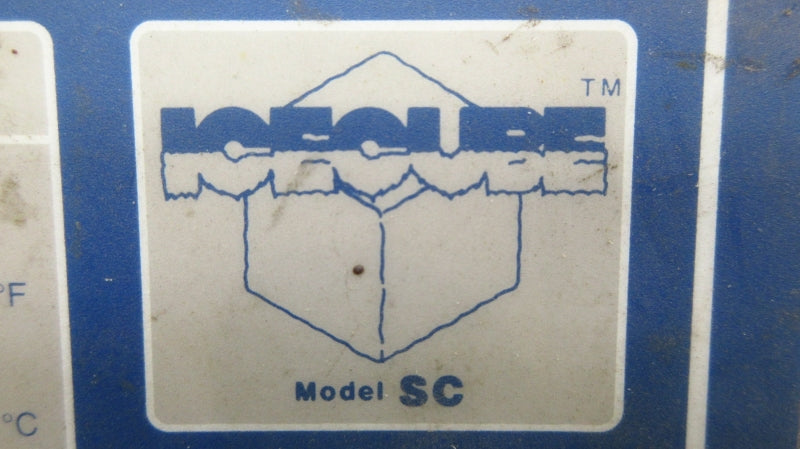 ICECUBE TM
Model SC
°F
°C